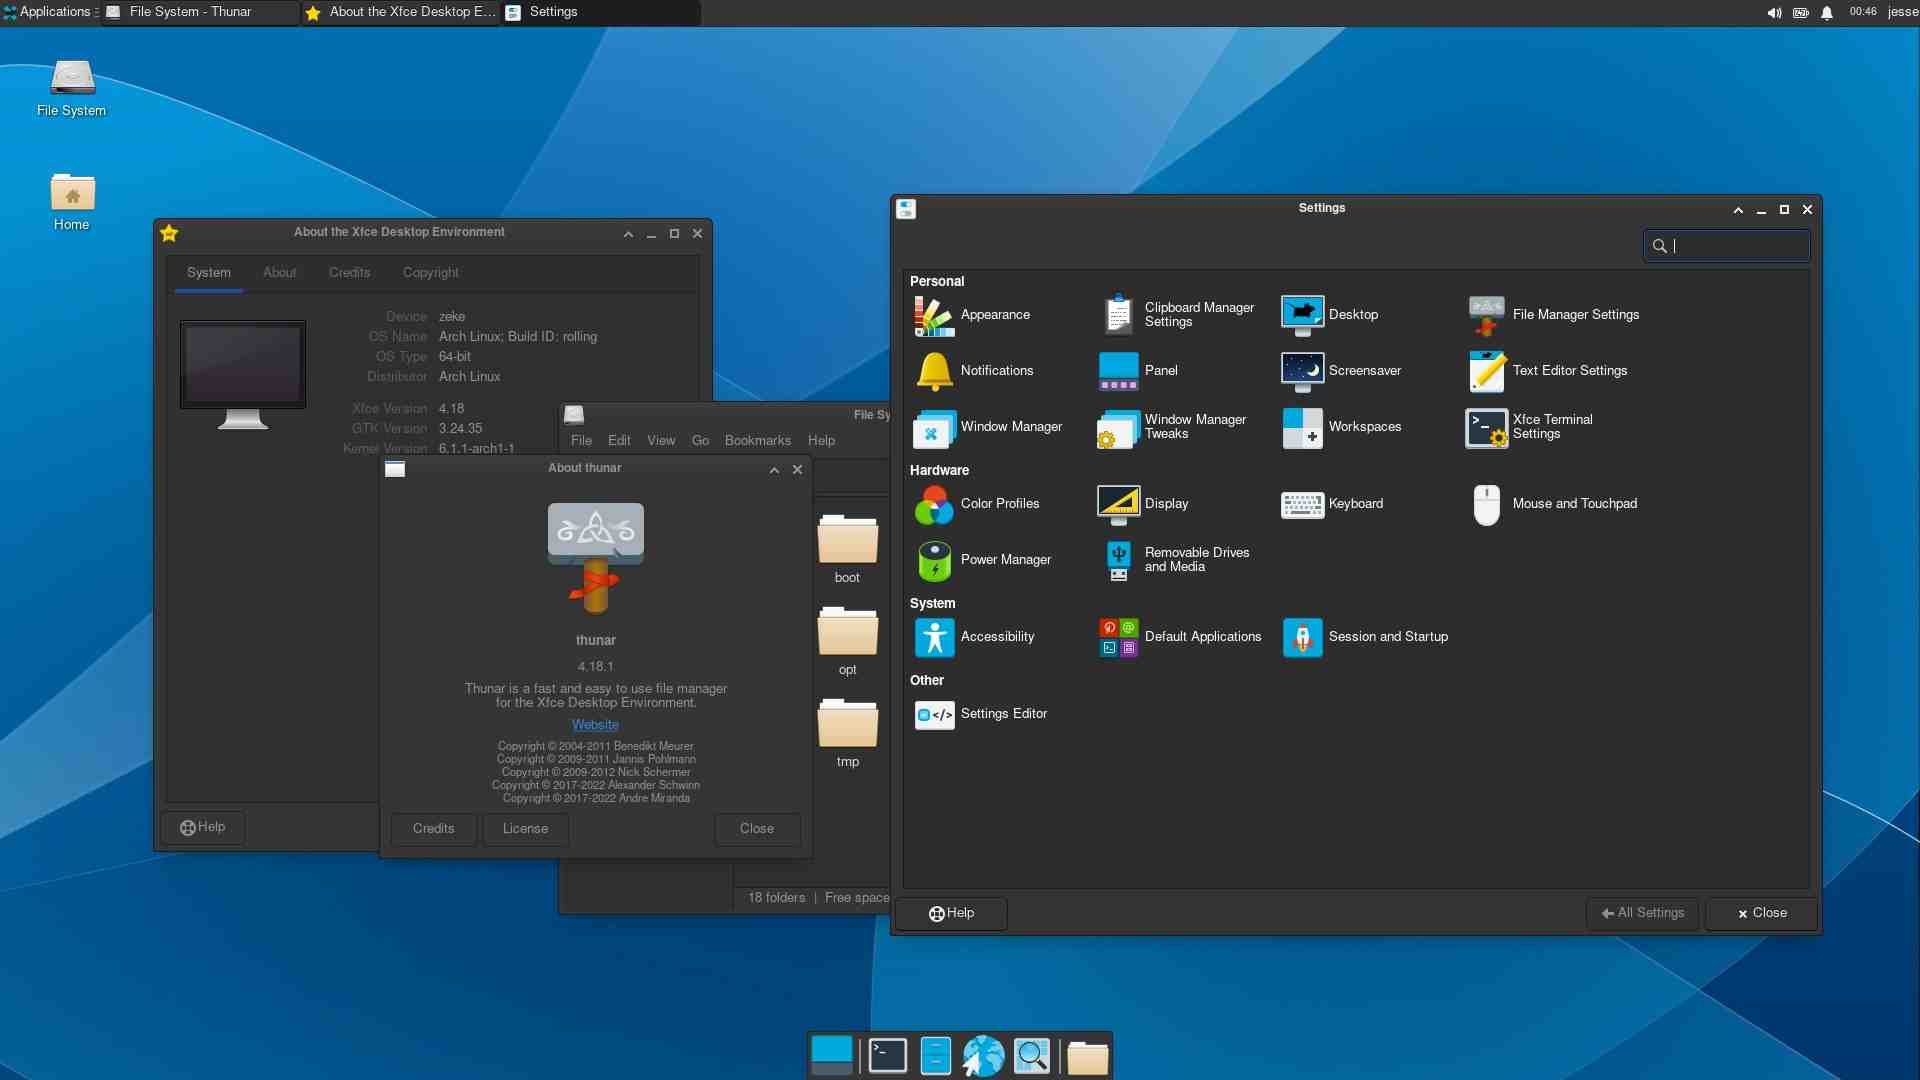 Applications
File System - Thunar
About the Xfce Desktop E...
Settings
00:46
jesse
File System
Home
About the Xfce Desktop Environment
System
About
Credits
Copyright
Device zeke
OS Name Arch Linux; Build ID: rolling
OS Type 64-bit
Distributor Arch Linux
Xfce Version 4.18
GTK Version 3.24.35
Kernel Version 6.1.1-arch1-1
Help
File Sy
File Edit View Go Bookmarks Help
boot
opt
tmp
18 folders | Free space
About thunar
thunar
4.18.1
Thunar is a fast and easy to use file manager
for the Xfce Desktop Environment.
Website
Copyright © 2004-2011 Benedikt Meurer
Copyright © 2009-2011 Jannis Pohlmann
Copyright © 2009-2012 Nick Schermer
Copyright © 2017-2022 Alexander Schwinn
Copyright © 2017-2022 Andre Miranda
Credits
License
Close
Settings
Personal
Appearance
Clipboard Manager
Settings
Desktop
File Manager Settings
Notifications
Panel
Screensaver
Text Editor Settings
Window Manager
Window Manager
Tweaks
Workspaces
Xfce Terminal
Settings
Hardware
Color Profiles
Display
Keyboard
Mouse and Touchpad
Power Manager
Removable Drives
and Media
System
Accessibility
Default Applications
Session and Startup
Other
Settings Editor
Help
All Settings
Close